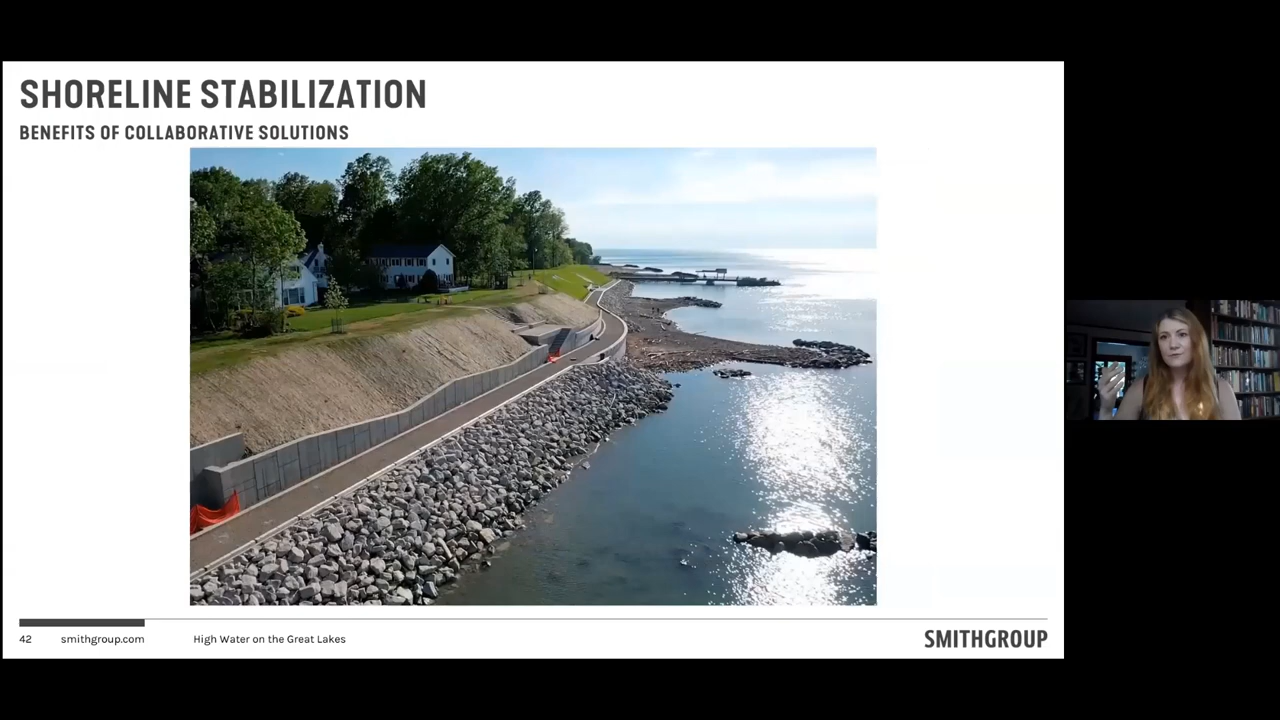 SHORELINE STABILIZATION
BENEFITS OF COLLABORATIVE SOLUTIONS
42 smithgroup.com High Water on the Great Lakes SMITHGROUP